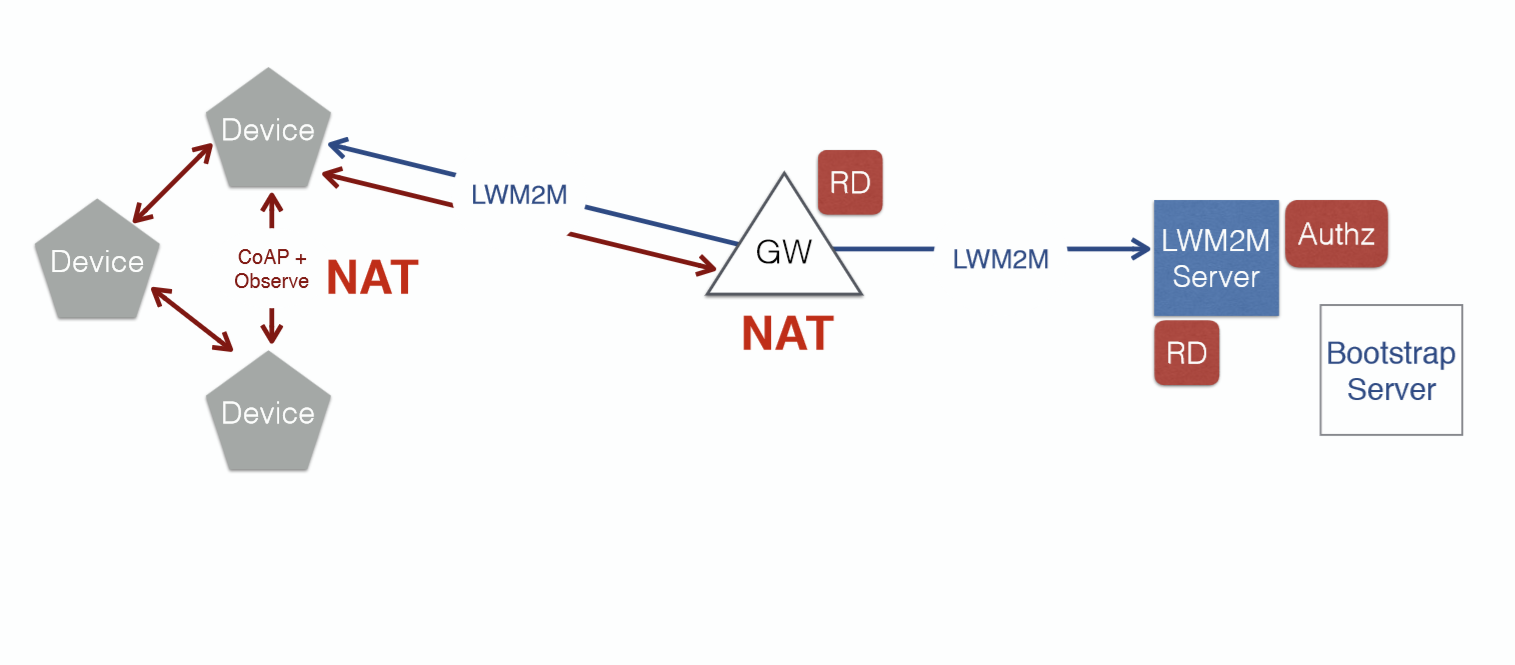 Device
LWM2M
RD
Device
CoAP +
Observe
NAT
GW
LWM2M
LWM2M
Server
Authz
NAT
RD
Bootstrap
Server
Device